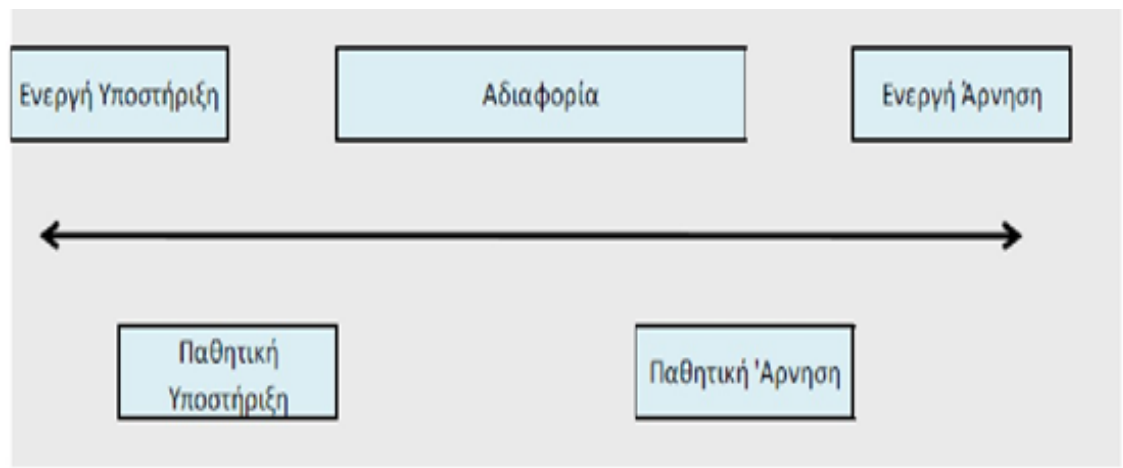 Ενεργή Υποστήριξη
Αδιαφορία
Ενεργή Άρνηση
Παθητική
Υποστήριξη
Παθητική 'Αρνηση